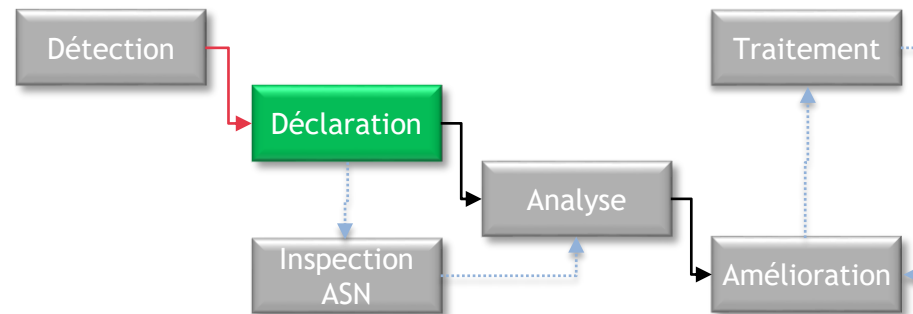 Détection
Traitement
Déclaration
Analyse
Inspection
ASN
Amélioration